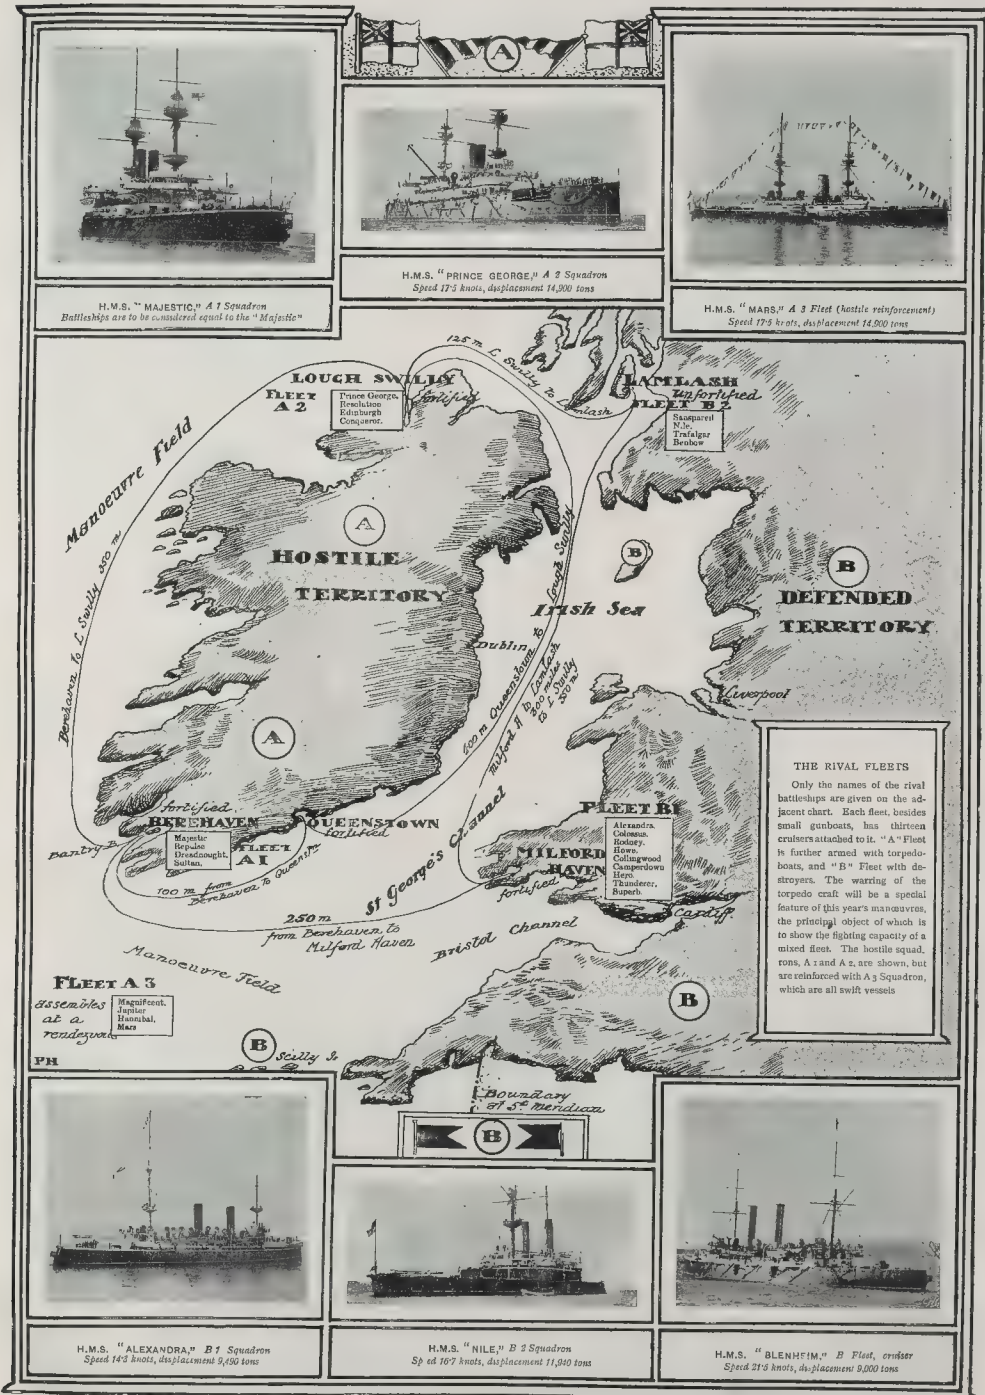 A
H.M.S. "MAJESTIC," A 1 Squadron
Battleships are to be considered equal to the "Majestic"
H.M.S. "PRINCE GEORGE," A 2 Squadron
Speed 17·5 knots, displacement 14,900 tons
H.M.S. "MARS," A 3 Fleet (hostile reinforcement)
Speed 17·5 knots, displacement 14,900 tons
125 m L Swilly to Lamlash
LOUGH SWILLY
fortified
FLEET
A 2
Prince George.
Resolution
Edinburgh
Conqueror.
LAMLASH
Unfortified
FLEET B2
Sanspareil
Nile.
Trafalgar
Benbow
Manoeuvre Field
Berehaven to L Swilly 350 m.
A
HOSTILE
TERRITORY
B
Irish Sea
B
DEFENDED
TERRITORY
Dublin
Liverpool
600 m Queenstown to Lough Swilly
Milford H to Lamlash
300 miles
to L Swilly
350 m
A
fortified
BEREHAVEN
Bantry B
Majestic
Repulse
Dreadnought.
Sultan.
FLEET
A1
QUEENSTOWN
fortified
100 m from
Berehaven to Queensn.
St George's Channel
FLEET B1
MILFORD
HAVEN
fortified
Alexandra.
Colossus.
Rodney.
Howe.
Collingwood
Camperdown
Hero.
Thunderer.
Superb.
Cardiff
250 m
from Berehaven to
Milford Haven
Bristol Channel
Manoeuvre Field
FLEET A 3
assembles
at a
rendezvous
Magnificent.
Jupiter
Hannibal.
Mars
PH
B
Scilly Is
B
Boundary
at 5th Meridian
B
THE RIVAL FLEETS
Only the names of the rival
battleships are given on the ad-
jacent chart. Each fleet, besides
small gunboats, has thirteen
cruisers attached to it. "A" Fleet
is further armed with torpedo-
boats, and "B" Fleet with de-
stroyers. The warring of the
torpedo craft will be a special
feature of this year's manœuvres,
the principal object of which is
to show the fighting capacity of a
mixed fleet. The hostile squad-
rons, A 1 and A 2, are shown, but
are reinforced with A 3 Squadron,
which are all swift vessels
H.M.S. "ALEXANDRA," B 1 Squadron
Speed 14·3 knots, displacement 9,490 tons
H.M.S. "NILE," B 2 Squadron
Sp ed 16·7 knots, displacement 11,940 tons
H.M.S. "BLENHEIM," B Fleet, cruiser
Speed 21·5 knots, displacement 9,000 tons